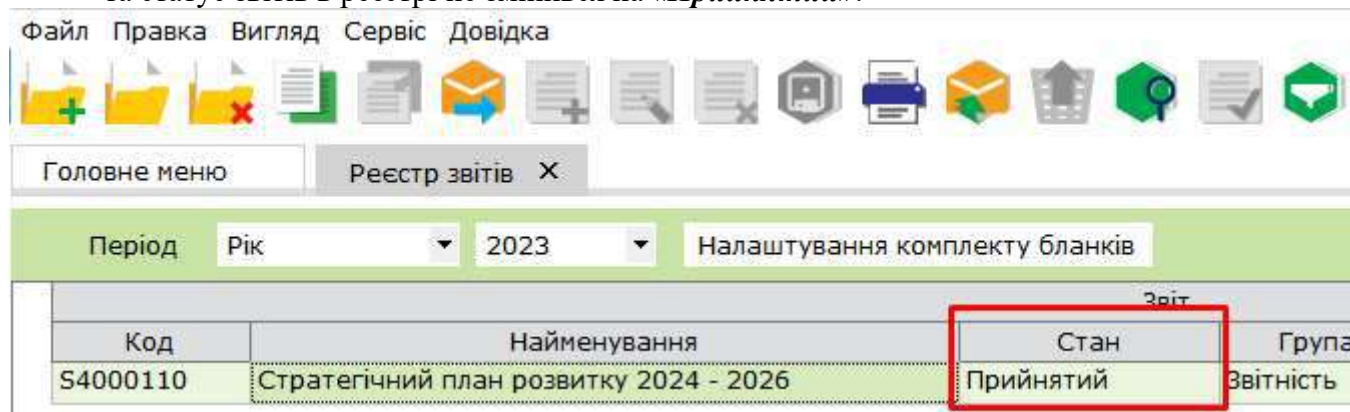 Файл Правка Вигляд Сервіс Довідка
Головне меню Реєстр звітів X
Період Рік 2023 Налаштування комплекту бланків
Звіт
Код Найменування Стан Група
S4000110 Стратегічний план розвитку 2024 - 2026 Прийнятий Звітність